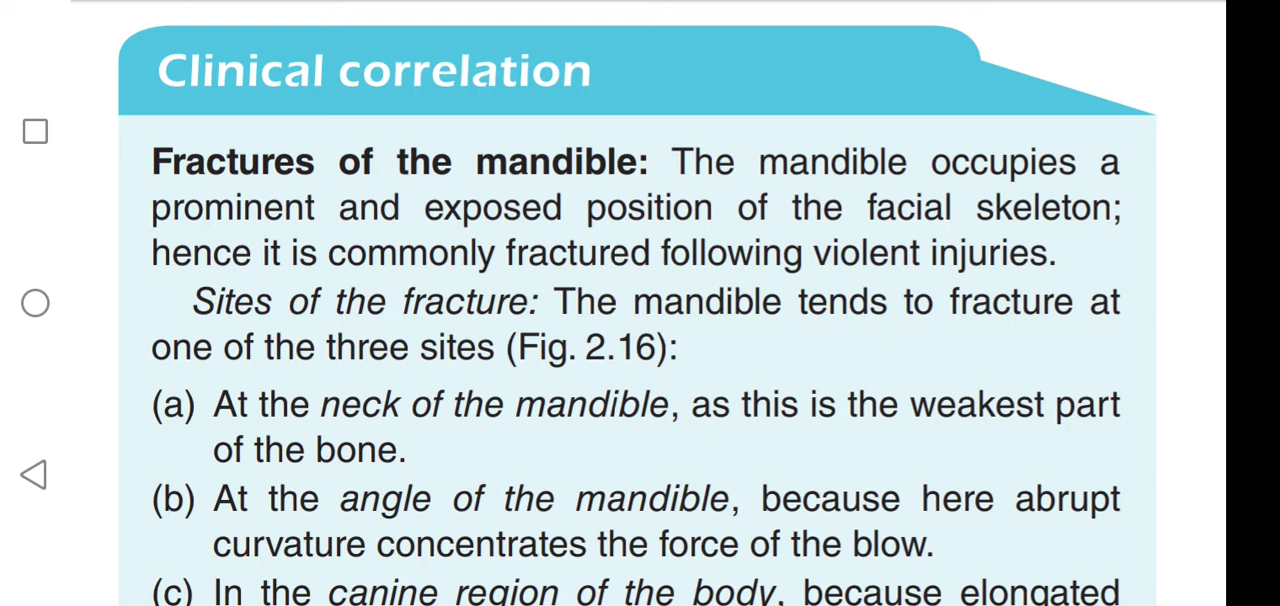 Clinical correlation
Fractures of the mandible: The mandible occupies a
prominent and exposed position of the facial skeleton;
hence it is commonly fractured following violent injuries.
Sites of the fracture: The mandible tends to fracture at
one of the three sites (Fig. 2.16):
(a) At the neck of the mandible, as this is the weakest part
of the bone.
(b) At the angle of the mandible, because here abrupt
curvature concentrates the force of the blow.
(c) In the canine region of the body, because elongated